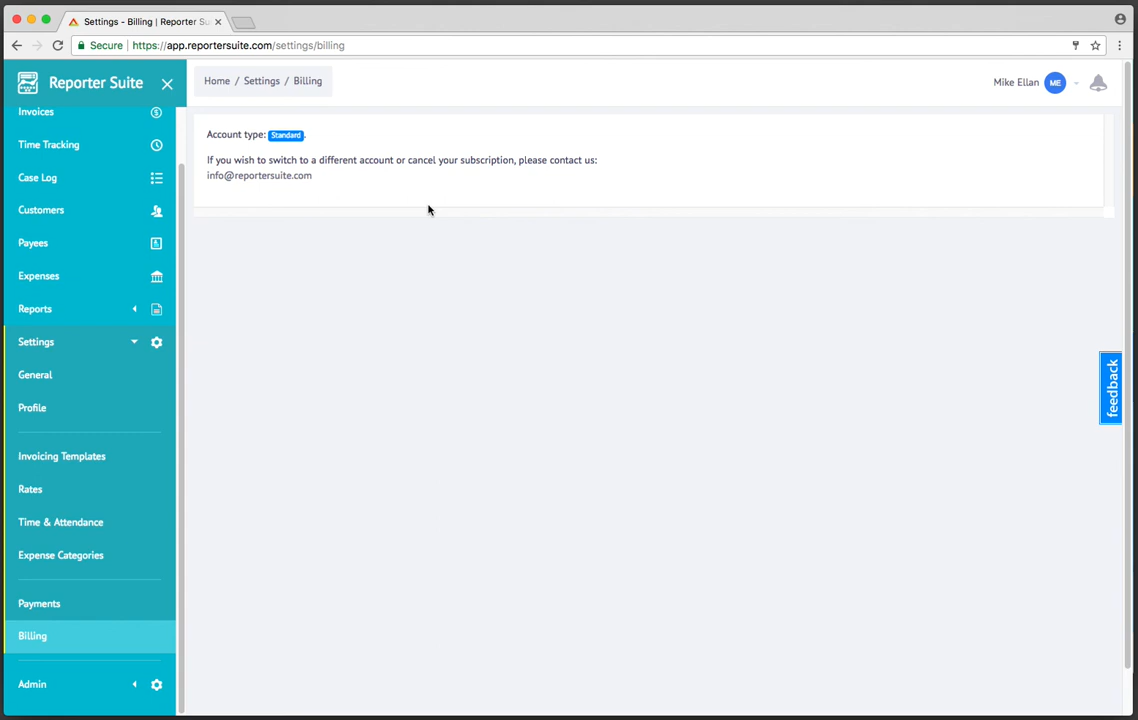 Settings - Billing | Reporter Su
Secure | https://app.reportersuite.com/settings/billing
Reporter Suite
Home / Settings / Billing
Mike Ellan ME
Invoices
Time Tracking
Case Log
Customers
Payees
Expenses
Reports
Settings
General
Profile
Invoicing Templates
Rates
Time & Attendance
Expense Categories
Payments
Billing
Admin
Account type: Standard.
If you wish to switch to a different account or cancel your subscription, please contact us:
info@reportersuite.com
feedback